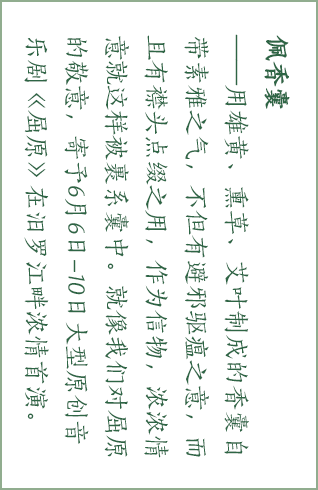 佩香囊
——用雄黄、熏草、艾叶制成的香囊自
带素雅之气，不但有避邪驱瘟之意，而
且有襟头点缀之用，作为信物，浓浓情
意就这样被裹系囊中。就像我们对屈原
的敬意，寄予6月6日-10日大型原创音
乐剧《屈原》在汨罗江畔浓情首演。